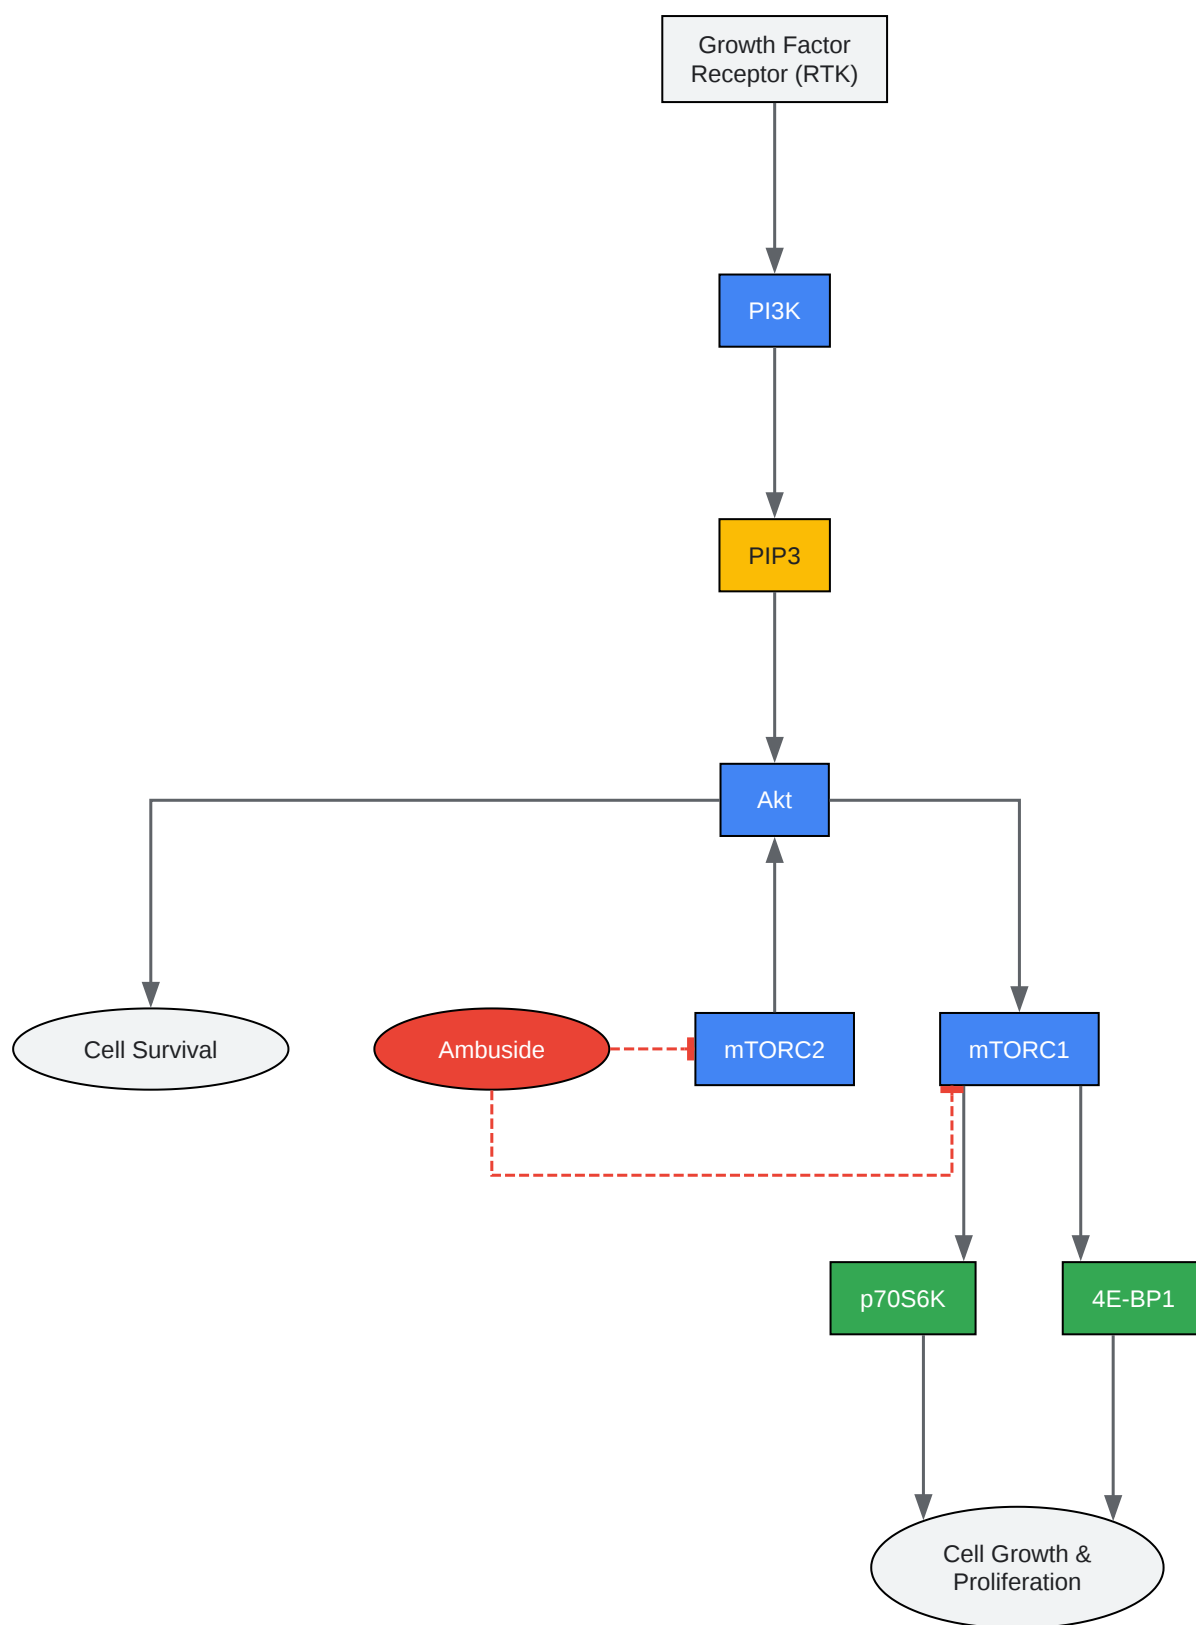 Growth Factor
Receptor (RTK)
PI3K
PIP3
Akt
Cell Survival
Ambuside
mTORC2
mTORC1
p70S6K
4E-BP1
Cell Growth &
Proliferation